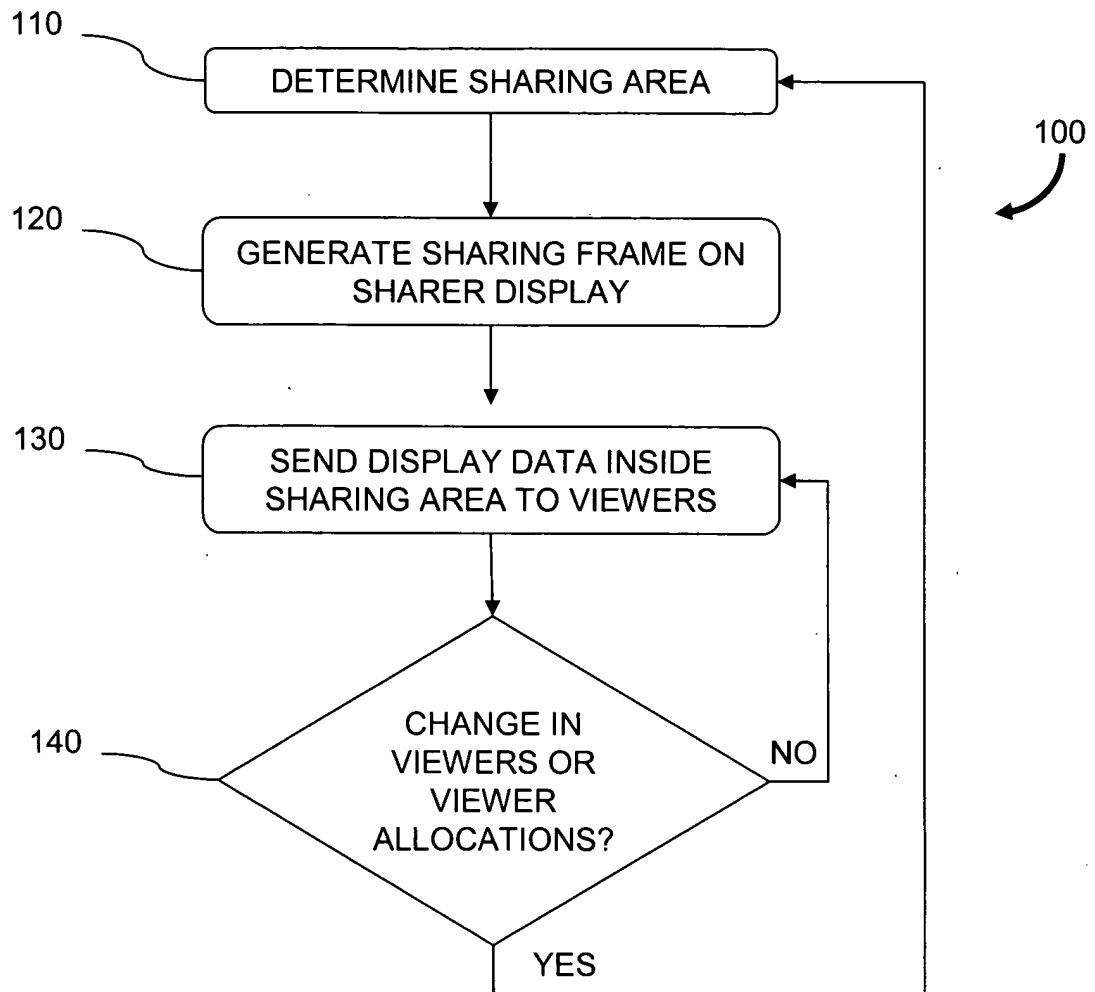 110
DETERMINE SHARING AREA
100
120
GENERATE SHARING FRAME ON
SHARER DISPLAY
130
SEND DISPLAY DATA INSIDE
SHARING AREA TO VIEWERS
140
CHANGE IN
VIEWERS OR
VIEWER
ALLOCATIONS?
NO
YES